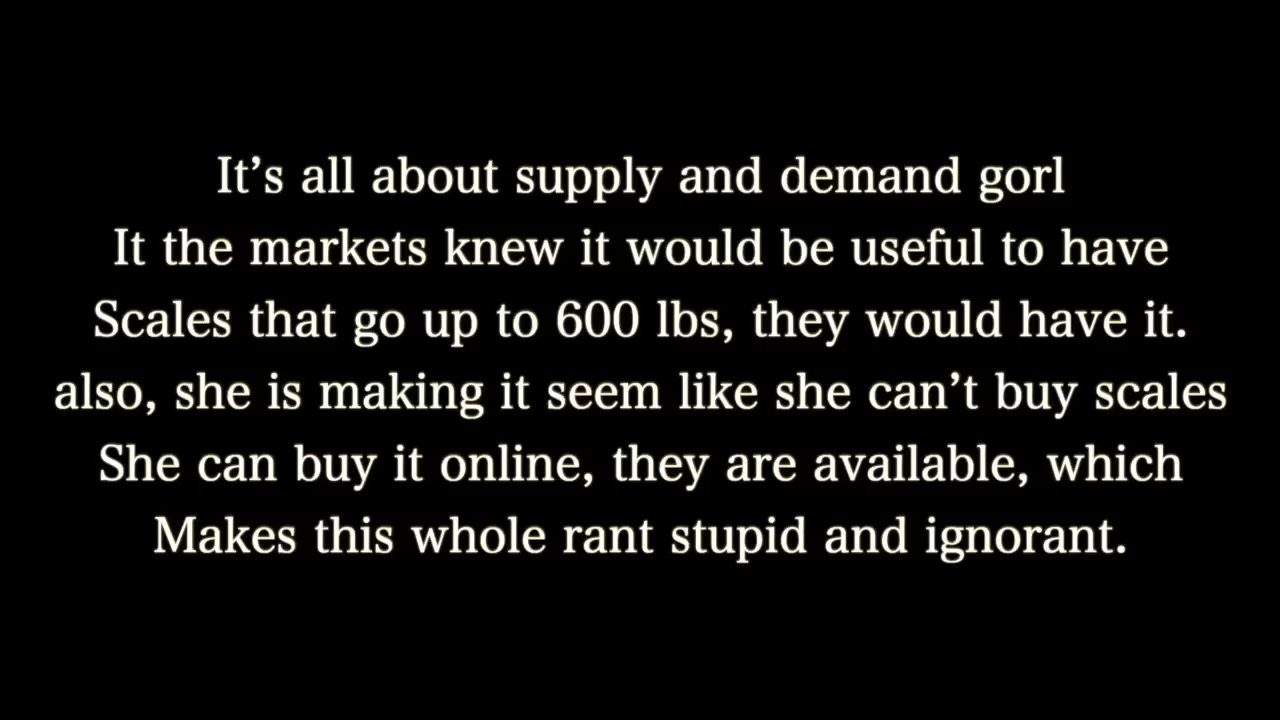 It’s all about supply and demand gorl
It the markets knew it would be useful to have
Scales that go up to 600 lbs, they would have it.
also, she is making it seem like she can’t buy scales
She can buy it online, they are available, which
Makes this whole rant stupid and ignorant.